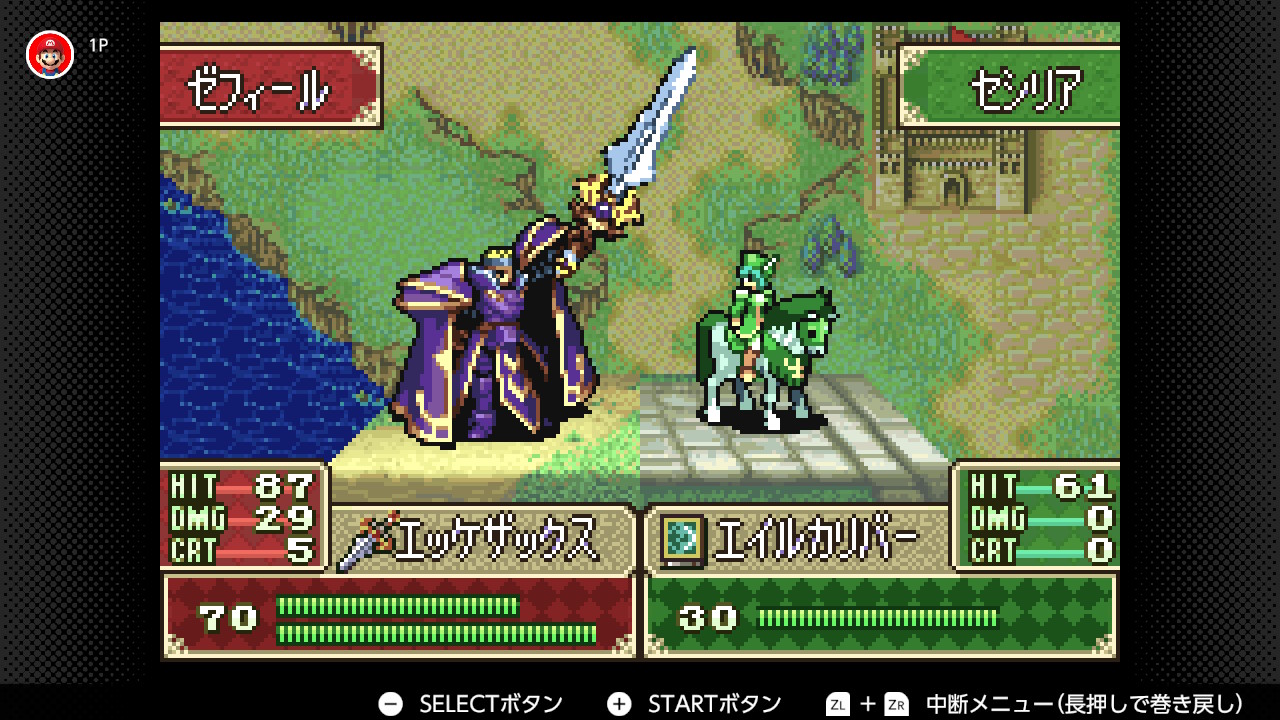 1P
ゼフィール
セシリア
HIT 87
DMG 29
CRT 5
エッケザックス
エイルカリバー
HIT 61
DMG 0
CRT 0
70
30
SELECTボタン
STARTボタン
ZL + ZR 中断メニュー(長押しで巻き戻し)